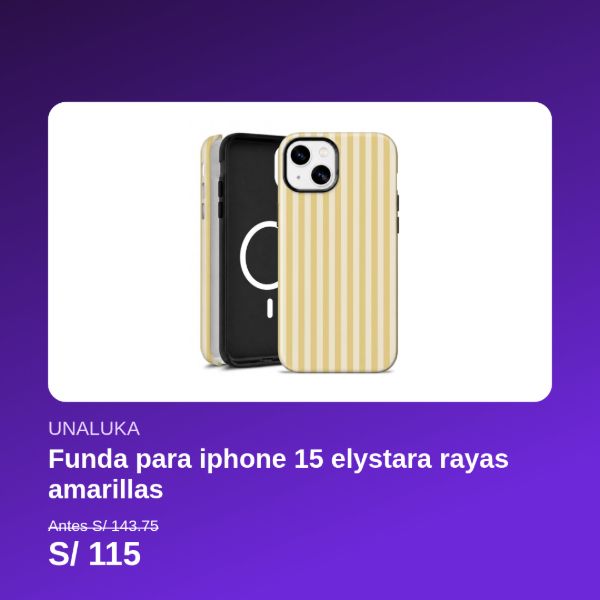 UNALUKA
Funda para iphone 15 elystara rayas
amarillas
Antes S/ 143.75
S/ 115